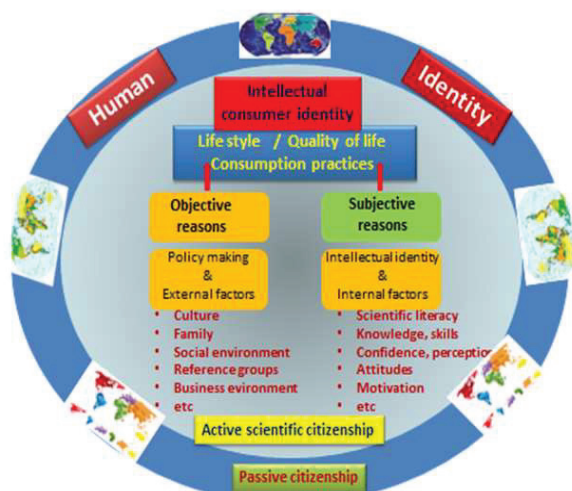 Human
Identity
Intellectual
consumer identity
Life style / Quality of life
Consumption practices
Objective
reasons
Subjective
reasons
Policy making
&
External factors
Intellectual identity
&
Internal factors
• Culture
• Family
• Social environment
• Reference groups
• Business evironment
• etc
• Scientific literacy
• Knowledge, skills
• Confidence, perception
• Attitudes
• Motivation
• etc
Active scientific citizenship
Passive citizenship